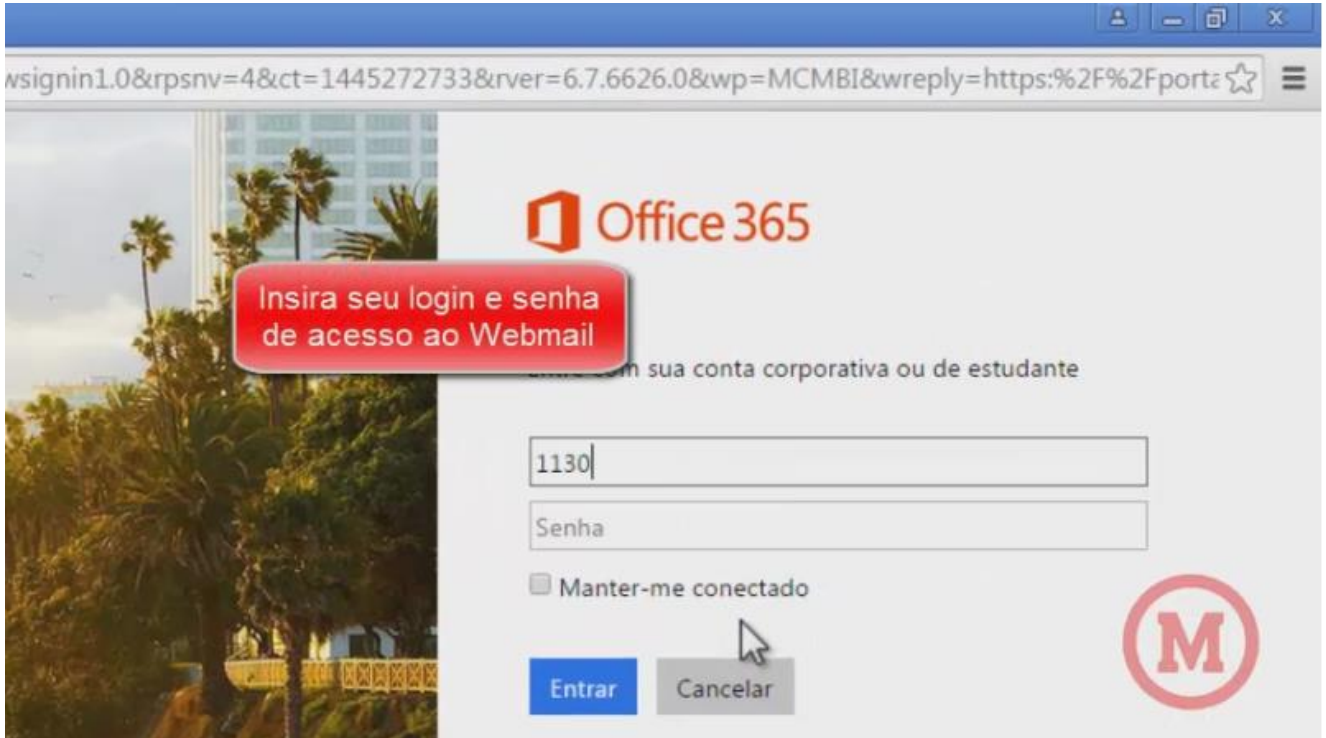 wsignin1.0&rpsnv=4&ct=1445272733&rver=6.7.6626.0&wp=MCMBI&wreply=https:%2F%2Fporta
Office 365
Insira seu login e senha
de acesso ao Webmail
sua conta corporativa ou de estudante
1130
Senha
Manter-me conectado
M
Entrar Cancelar